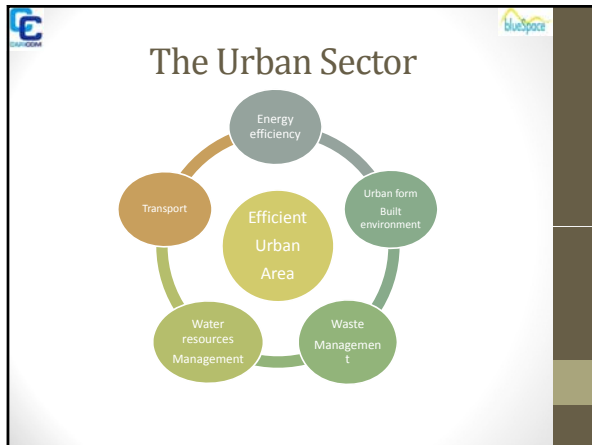 CARICOM
blueSpace
The Urban Sector
Energy
efficiency
Transport
Urban form
Built
environment
Efficient
Urban
Area
Water
resources
Management
Waste
Managemen
t